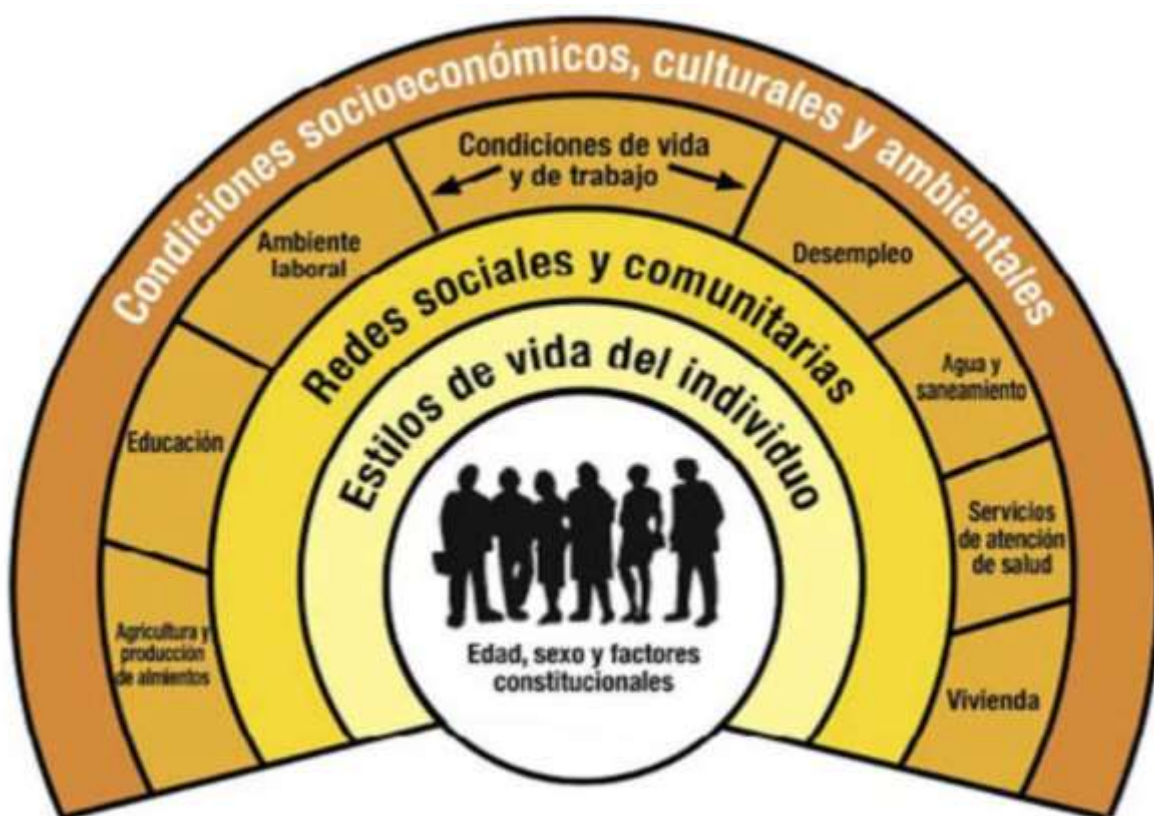 Condiciones socioeconómicos, culturales y ambientales
Condiciones de vida
y de trabajo
Ambiente
laboral
Desempleo
Redes sociales y comunitarias
Agua y
saneamiento
Estilos de vida del individuo
Educación
Servicios
de atención
de salud
Agricultura y
producción
de almientos
Edad, sexo y factores
constitucionales
Vivienda